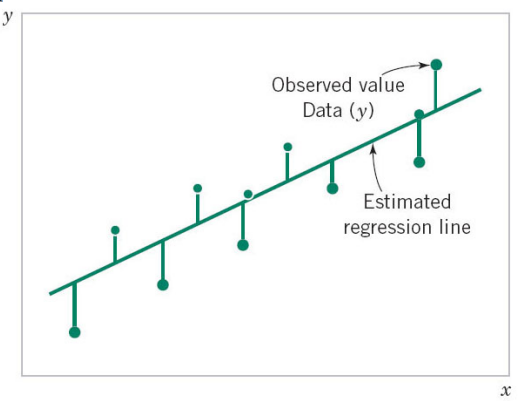 y
Observed value
Data (y)
Estimated
regression line
x